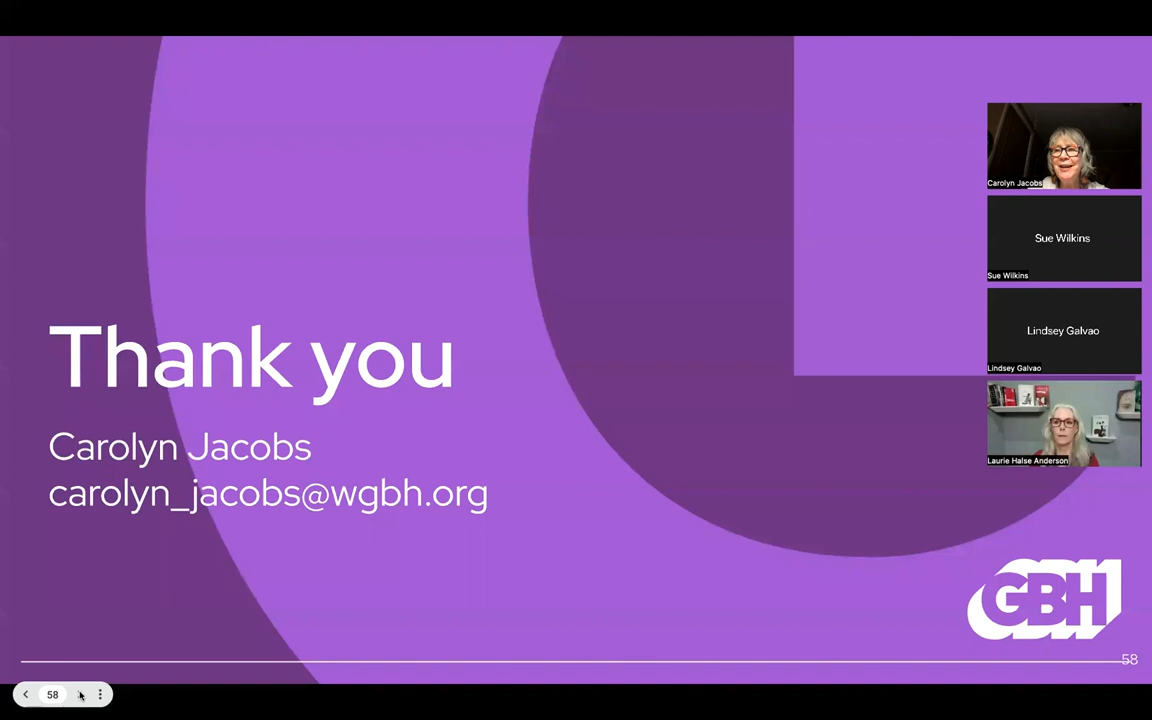 Thank you
Carolyn Jacobs
carolyn_jacobs@wgbh.org
Carolyn Jacobs
Sue Wilkins
Sue Wilkins
Lindsey Galvao
Lindsey Galvao
Laurie Halse Anderson
GBH
58
58